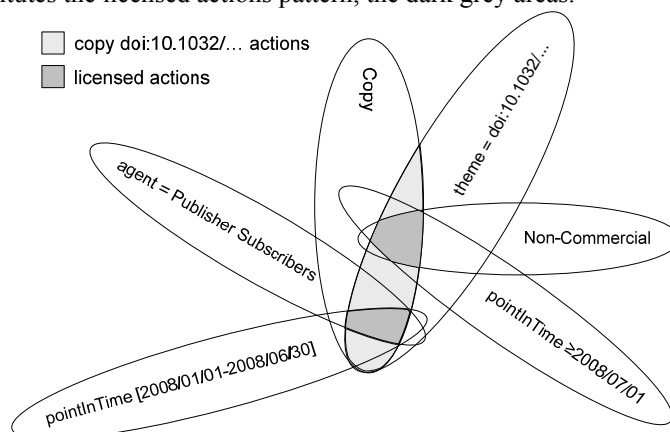 titutes the licensed actions pattern, the dark grey areas.
copy doi:10.1032/… actions
licensed actions
Copy
theme = doi:10.1032/...
agent = Publisher Subscribers
Non-Commercial
pointInTime ≥2008/07/01
pointInTime [2008/01/01-2008/06/30]